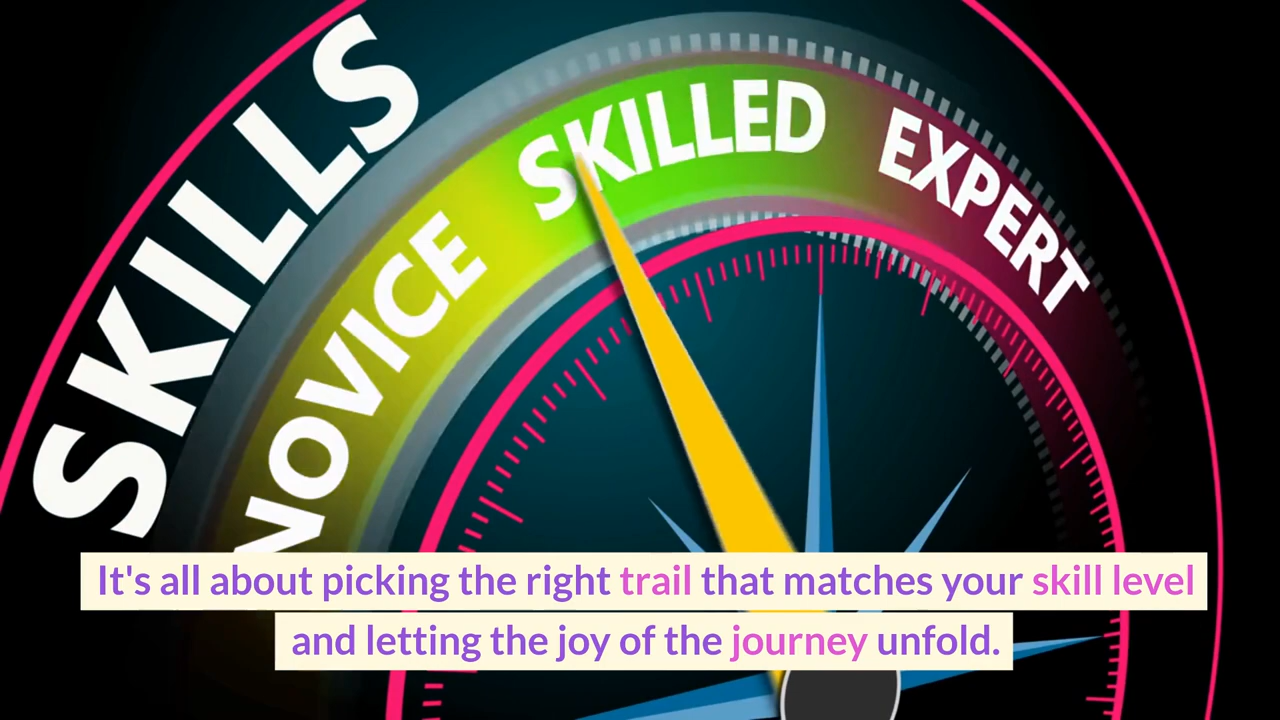 SKILLS
NOVICE
SKILLED
EXPERT
It's all about picking the right trail that matches your skill level
and letting the joy of the journey unfold.